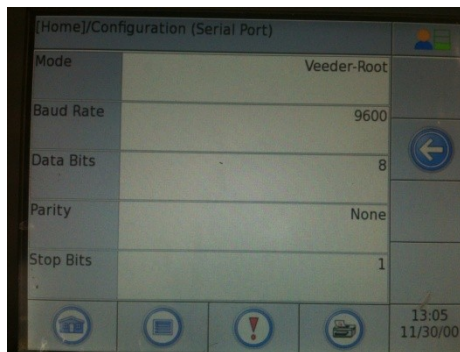 [Home]/Configuration (Serial Port)
Mode Veeder-Root
Baud Rate 9600
Data Bits 8
Parity None
Stop Bits 1
13:05
11/30/00